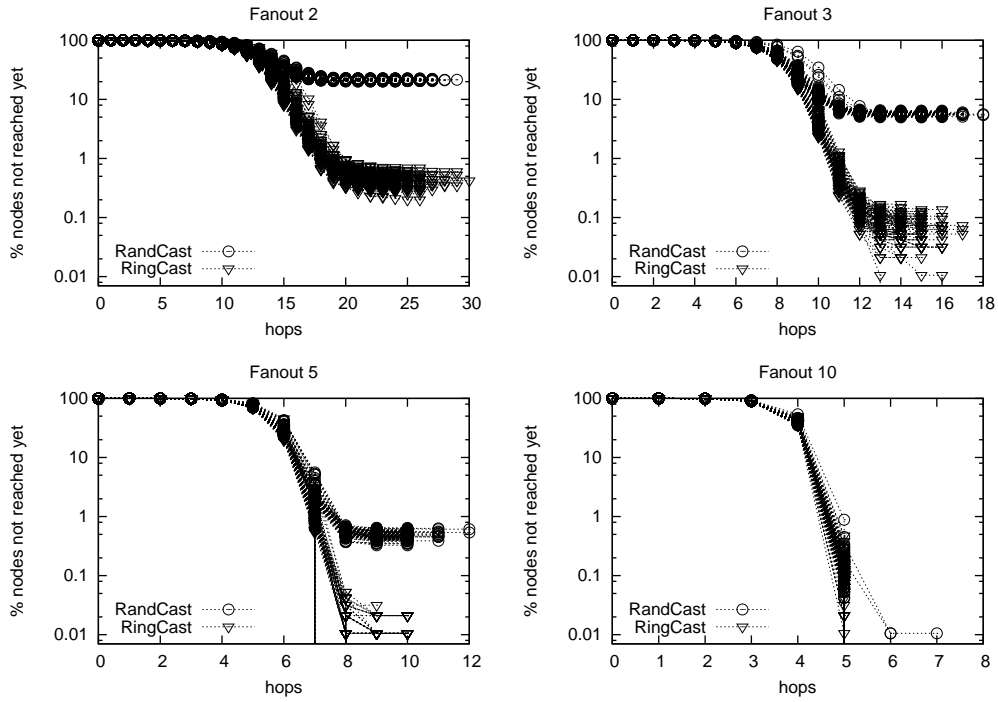 Fanout 2
100
10
1
0.1
0.01
% nodes not reached yet
RandCast
RingCast
0 5 10 15 20 25 30
hops
Fanout 3
100
10
1
0.1
0.01
% nodes not reached yet
RandCast
RingCast
0 2 4 6 8 10 12 14 16 18
hops
Fanout 5
100
10
1
0.1
0.01
% nodes not reached yet
RandCast
RingCast
0 2 4 6 8 10 12
hops
Fanout 10
100
10
1
0.1
0.01
% nodes not reached yet
RandCast
RingCast
0 1 2 3 4 5 6 7 8
hops